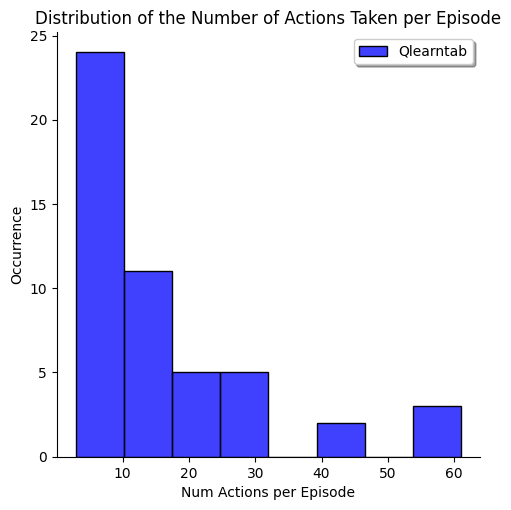 Distribution of the Number of Actions Taken per Episode
Qlearntab
25
20
15
10
5
0
Occurrence
10 20 30 40 50 60
Num Actions per Episode